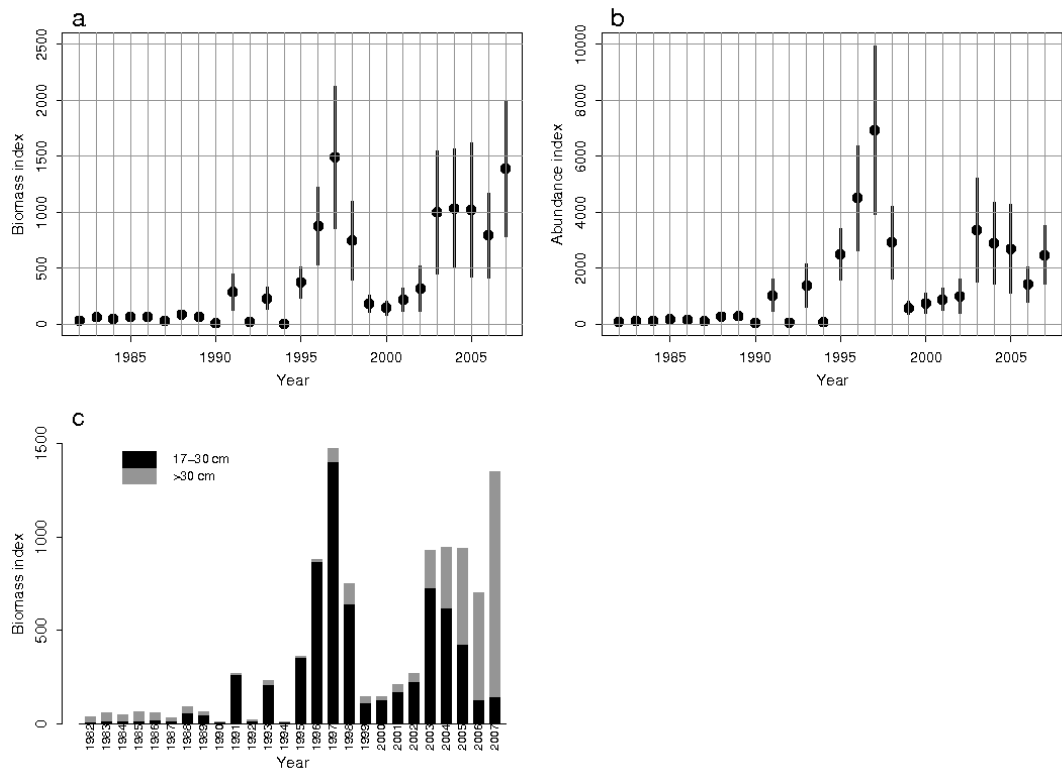 a
2500
2000
1500
1000
500
0
Biomass index
1985 1990 1995 2000 2005
Year
b
10000
8000
6000
4000
2000
0
Abundance index
1985 1990 1995 2000 2005
Year
c
1500
1000
500
0
Biomass index
17–30 cm
>30 cm
1982 1983 1984 1985 1986 1987 1988 1989 1990 1991 1992 1993 1994 1995 1996 1997 1998 1999 2000 2001 2002 2003 2004 2005 2006 2007
Year